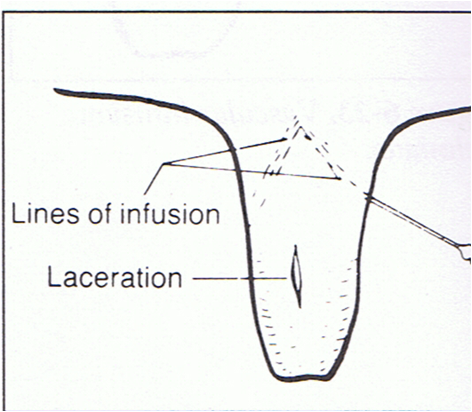 Lines of infusion
Laceration